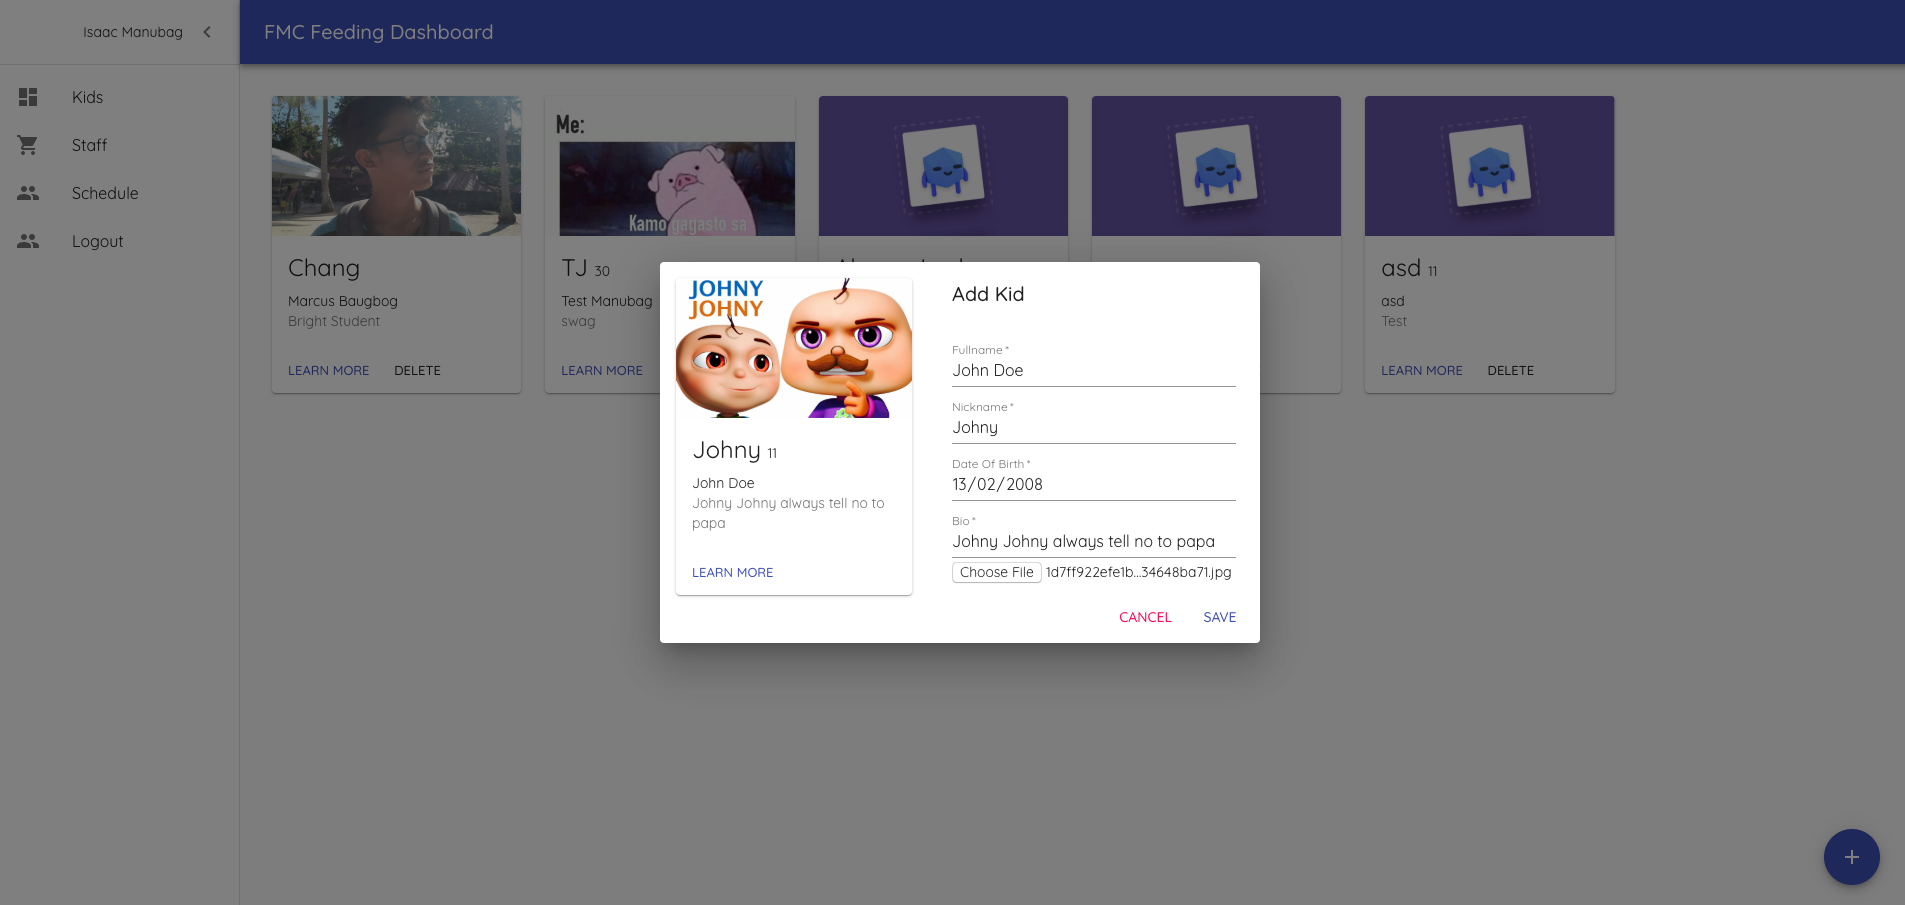 Isaac Manubag
FMC Feeding Dashboard
Kids
Staff
Schedule
Logout
Me:
Kamo gagasto sa
Chang
Marcus Baugbog
Bright Student
LEARN MORE DELETE
TJ 30
Test Manubag
swag
LEARN MORE
asd 11
asd
Test
LEARN MORE DELETE
JOHNY
JOHNY
Johny 11
John Doe
Johny Johny always tell no to
papa
LEARN MORE
Add Kid
Fullname *
John Doe
Nickname *
Johny
Date Of Birth *
13/02/2008
Bio *
Johny Johny always tell no to papa
Choose File 1d7ff922efe1b...34648ba71.jpg
CANCEL SAVE